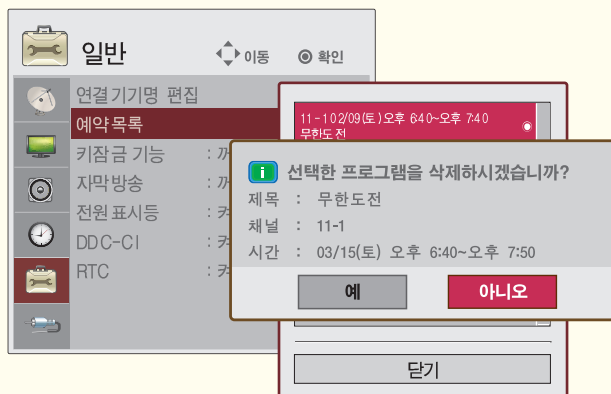 일반
이동
확인
연결기기명 편집
예약목록
키잠금 기능 :
자막방송 :
전원표시등 : 켜
DDC-CI : 켜
RTC : 켜
11-1 02/09(토) 오후 6:40~오후 7:40
무한도전
선택한 프로그램을 삭제하시겠습니까?
제목 : 무한도전
채널 : 11-1
시간 : 03/15(토) 오후 6:40~오후 7:50
예
아니오
닫기